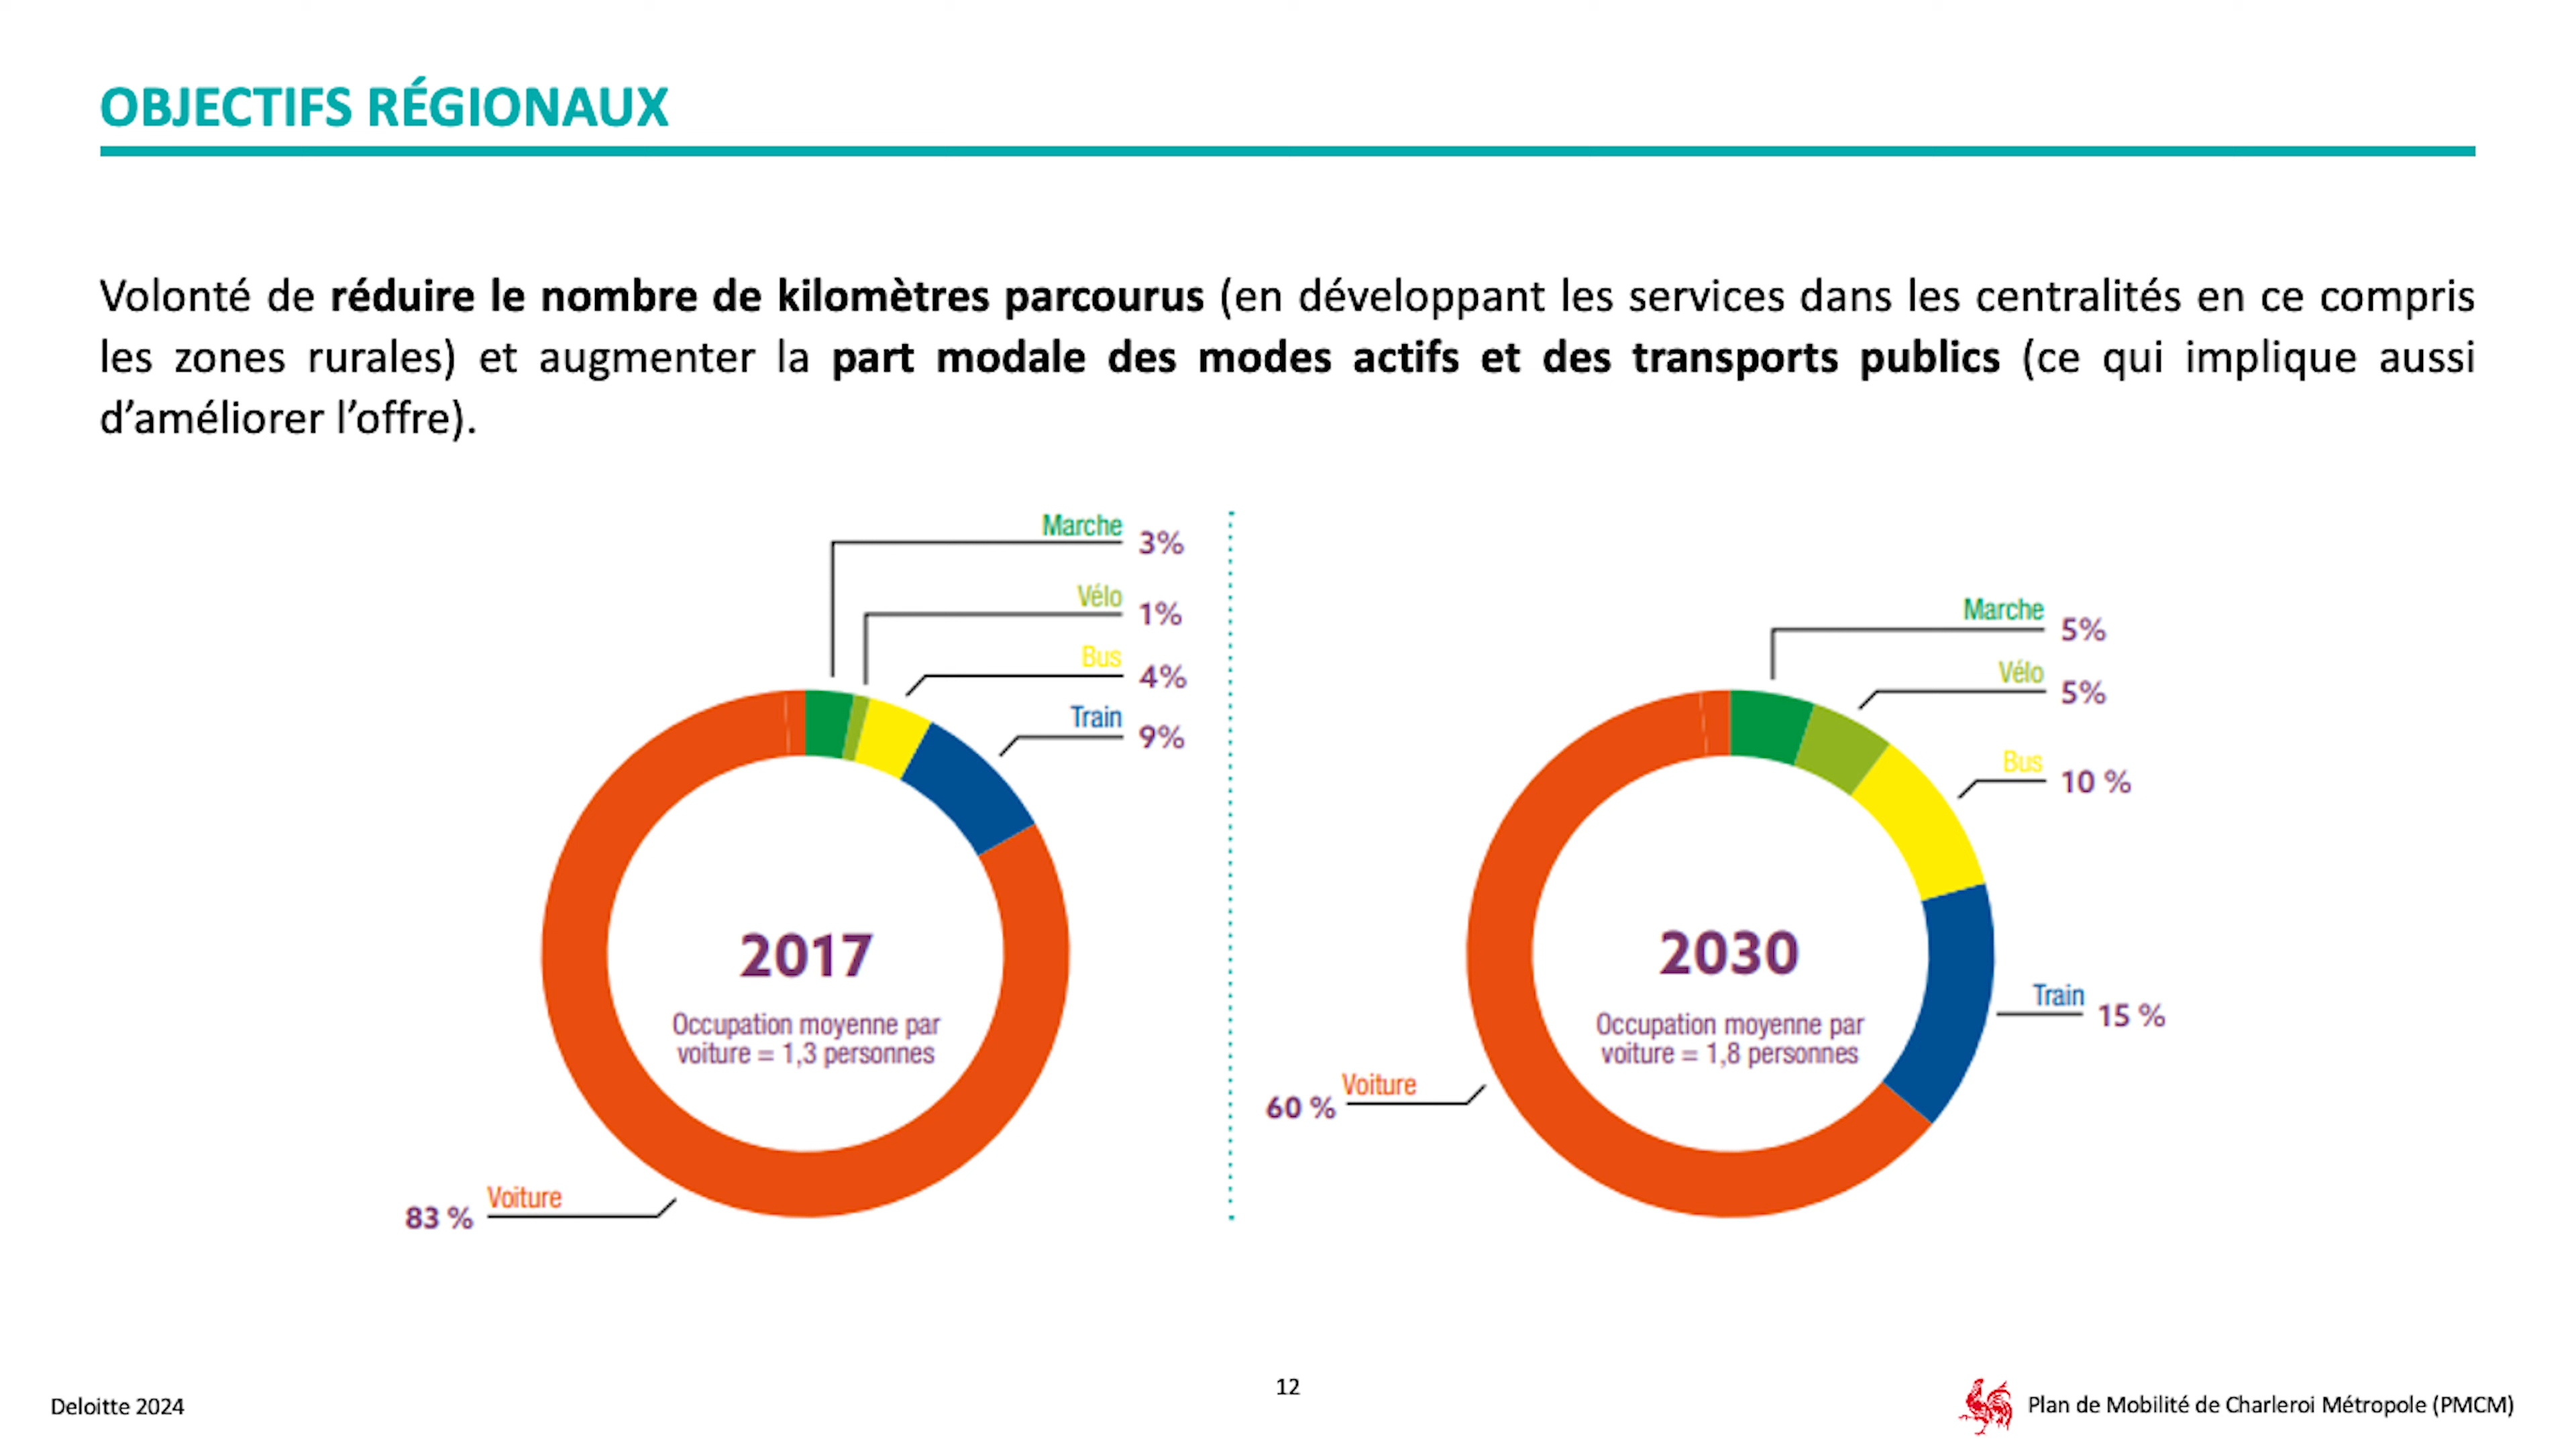 OBJECTIFS RÉGIONAUX
Volonté de réduire le nombre de kilomètres parcourus (en développant les services dans les centralités en ce compris
les zones rurales) et augmenter la part modale des modes actifs et des transports publics (ce qui implique aussi
d’améliorer l’offre).
Marche 3%
Vélo 1%
Bus 4%
Train 9%
2017
Occupation moyenne par
voiture = 1,3 personnes
83 % Voiture
Marche 5%
Vélo 5%
Bus 10 %
Train 15 %
2030
Occupation moyenne par
voiture = 1,8 personnes
60 % Voiture
Deloitte 2024
12
Plan de Mobilité de Charleroi Métropole (PMCM)